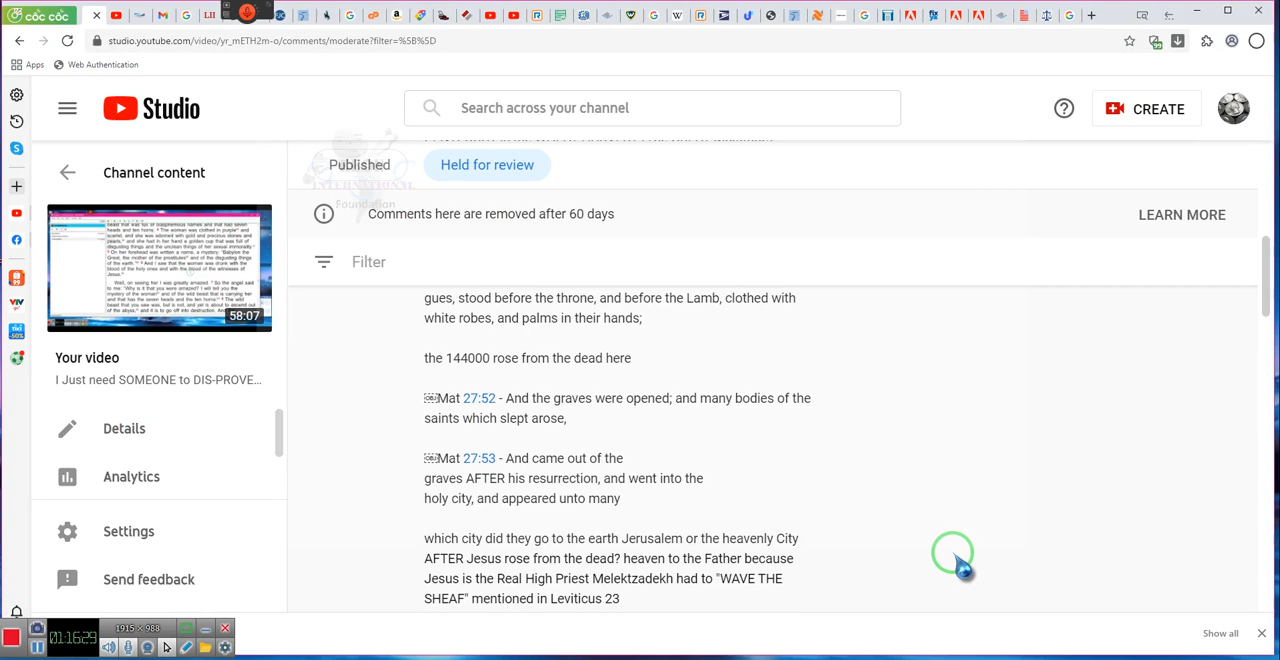 CỐC CỐC
LII
studio.youtube.com/video/yr_mETH2m-o/comments/moderate?filter=%5B%5D
Apps
Web Authentication
Studio
Search across your channel
CREATE
Channel content
Published
Held for review
INTERNATIONAL
Foundation
Comments here are removed after 60 days
LEARN MORE
Filter
58:07
Your video
I Just need SOMEONE to DIS-PROVE...
Details
Analytics
Settings
Send feedback
gues, stood before the throne, and before the Lamb, clothed with
white robes, and palms in their hands;
the 144000 rose from the dead here
Mat 27:52 - And the graves were opened; and many bodies of the
saints which slept arose,
Mat 27:53 - And came out of the
graves AFTER his resurrection, and went into the
holy city, and appeared unto many
which city did they go to the earth Jerusalem or the heavenly City
AFTER Jesus rose from the dead? heaven to the Father because
Jesus is the Real High Priest Melektzadekh had to "WAVE THE
SHEAF" mentioned in Leviticus 23
1915 × 988
01:16:29
Show all